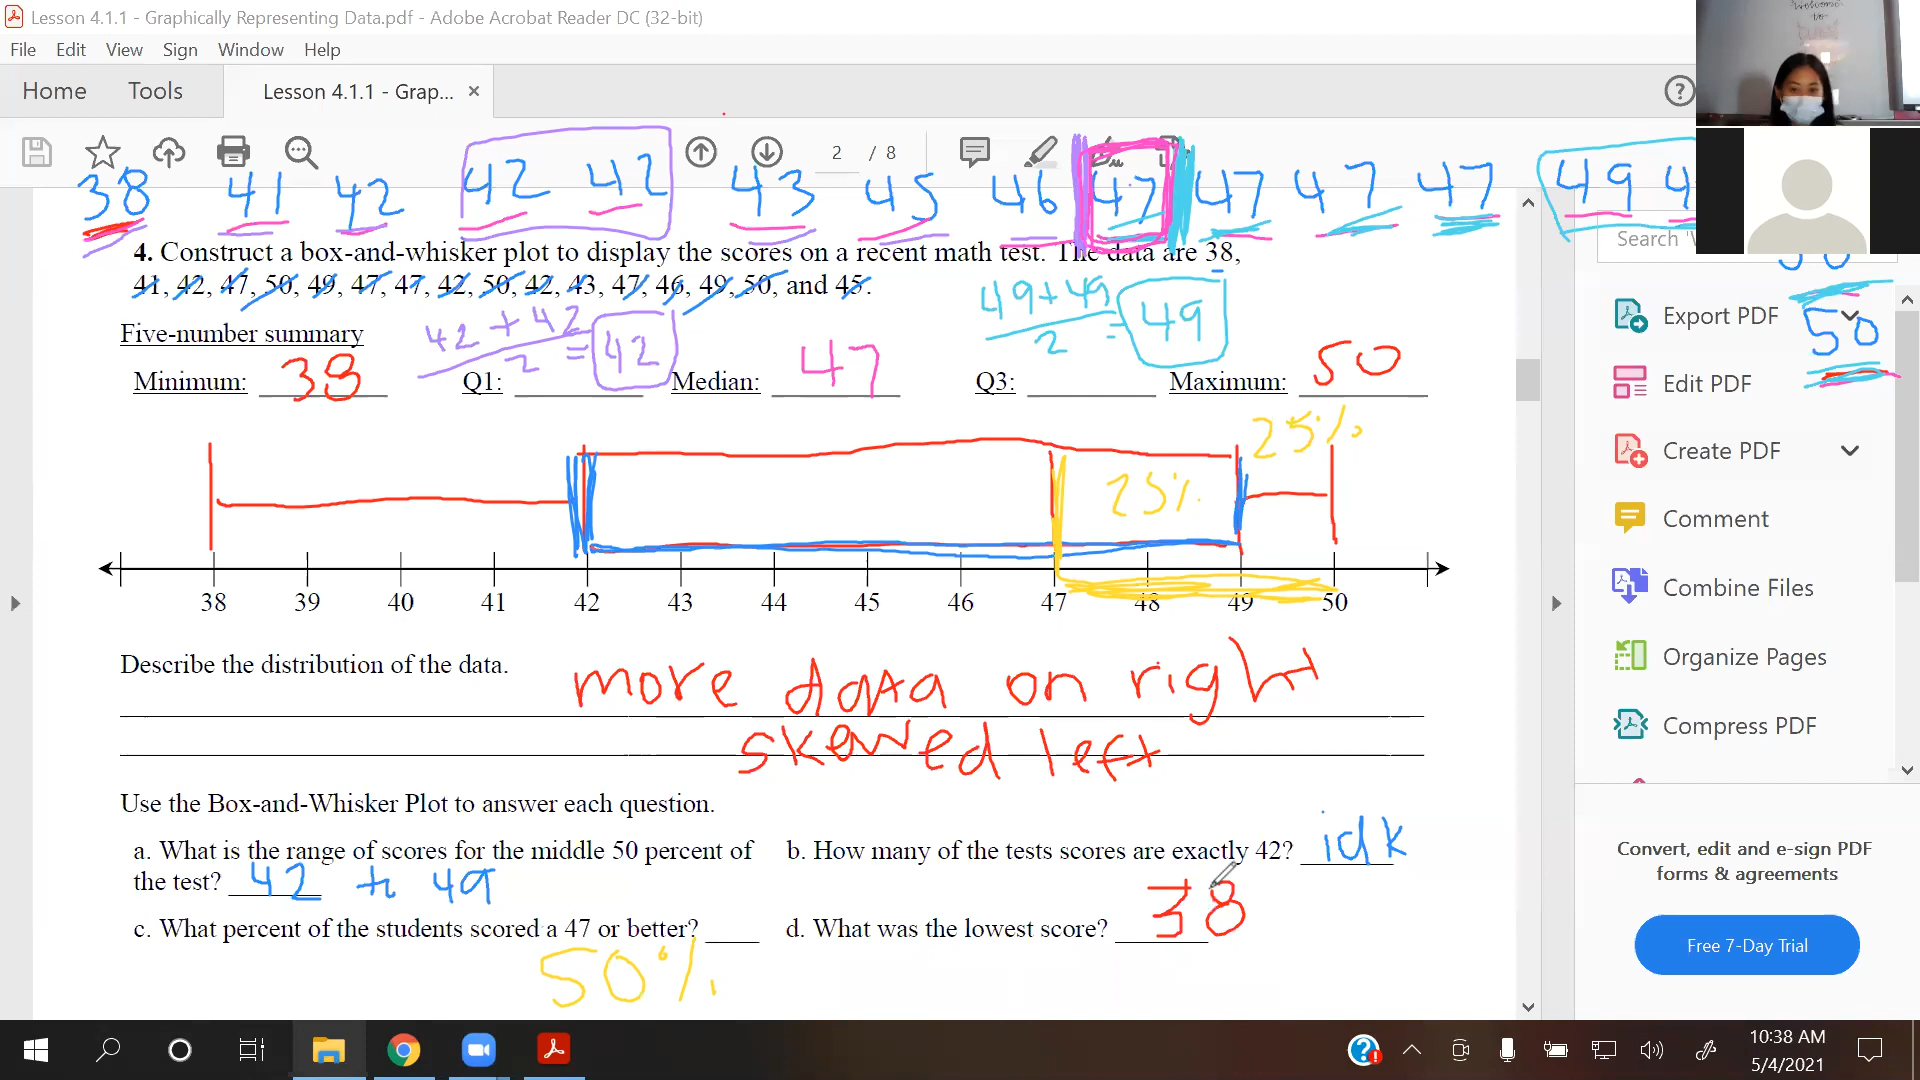 Lesson 4.1.1 - Graphically Representing Data.pdf - Adobe Acrobat Reader DC (32-bit)
File Edit View Sign Window Help
Home Tools Lesson 4.1.1 - Grap... ×
2 / 8
38 41 42 42 42 43 45 46 47 47 47 47 49
4. Construct a box-and-whisker plot to display the scores on a recent math test. The data are 38,
41, 42, 47, 50, 49, 47, 47, 42, 50, 42, 43, 47, 46, 49, 50, and 45.
Five-number summary
42 + 42
2
= 42
49+49
2
= 49
Minimum: 38 Q1: Median: 47 Q3: Maximum: 50
25%
25%
38 39 40 41 42 43 44 45 46 47 48 49 50
Describe the distribution of the data. more data on right
skewed left
Use the Box-and-Whisker Plot to answer each question.
a. What is the range of scores for the middle 50 percent of
the test? 42 to 49
b. How many of the tests scores are exactly 42? idk
c. What percent of the students scored a 47 or better?
50%
d. What was the lowest score? 38
Search
50
Export PDF
Edit PDF
Create PDF
Comment
Combine Files
Organize Pages
Compress PDF
Convert, edit and e-sign PDF
forms & agreements
Free 7-Day Trial
10:38 AM
5/4/2021